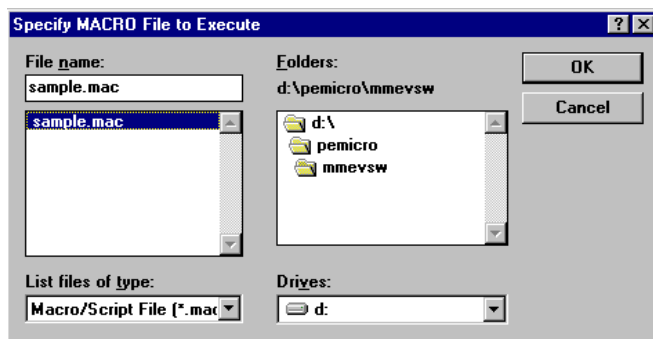 Specify MACRO File to Execute
File name:
sample.mac
sample.mac
List files of type:
Macro/Script File (*.mac
Folders:
d:\pemicro\mmevsw
d:\
pemicro
mmevsw
Drives:
d:
OK
Cancel